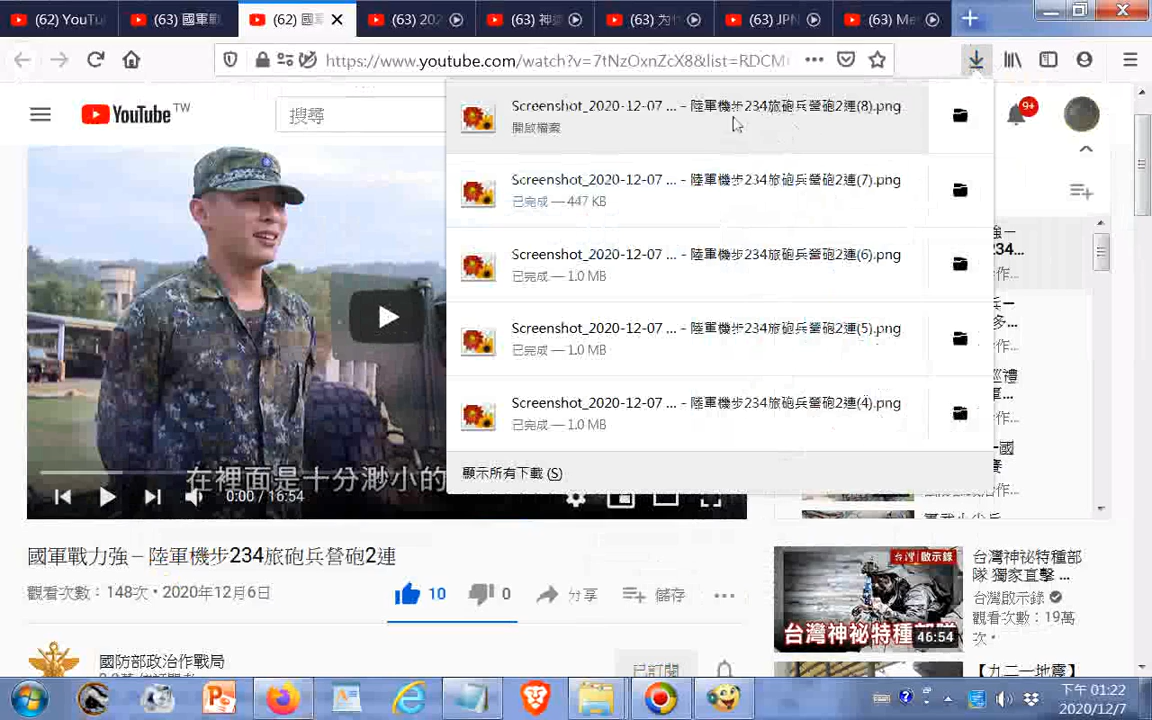 (62) YouTu
(63) 國軍戰
(62) 國
(63) 202
(63) 神
(63) 为什
(63) JPN
(63) Me
https://www.youtube.com/watch?v=7tNzOxnZcX8&list=RDCM
YouTube TW
搜尋
9+
Screenshot_2020-12-07 ... - 陸軍機步234旅砲兵營砲2連(8).png
開啟檔案
Screenshot_2020-12-07 ... - 陸軍機步234旅砲兵營砲2連(7).png
已完成 — 447 KB
Screenshot_2020-12-07 ... - 陸軍機步234旅砲兵營砲2連(6).png
已完成 — 1.0 MB
Screenshot_2020-12-07 ... - 陸軍機步234旅砲兵營砲2連(5).png
已完成 — 1.0 MB
Screenshot_2020-12-07 ... - 陸軍機步234旅砲兵營砲2連(4).png
已完成 — 1.0 MB
顯示所有下載 (S)
強－
234...
作...
兵－
多...
作...
巡禮
軍...
作...
－國
賽
在裡面是十分渺小的
0:00 / 16:54
國軍戰力強－陸軍機步234旅砲兵營砲2連
觀看次數：148次 • 2020年12月6日
10
0
分享
儲存
國防部政治作戰局
已訂閱
台灣啟示錄
台灣神祕特種部
46:54
台灣神祕特種部
隊 獨家直擊 ...
台灣啟示錄
觀看次數：19萬
次 •
【九二一地震】
下午 01:22
2020/12/7